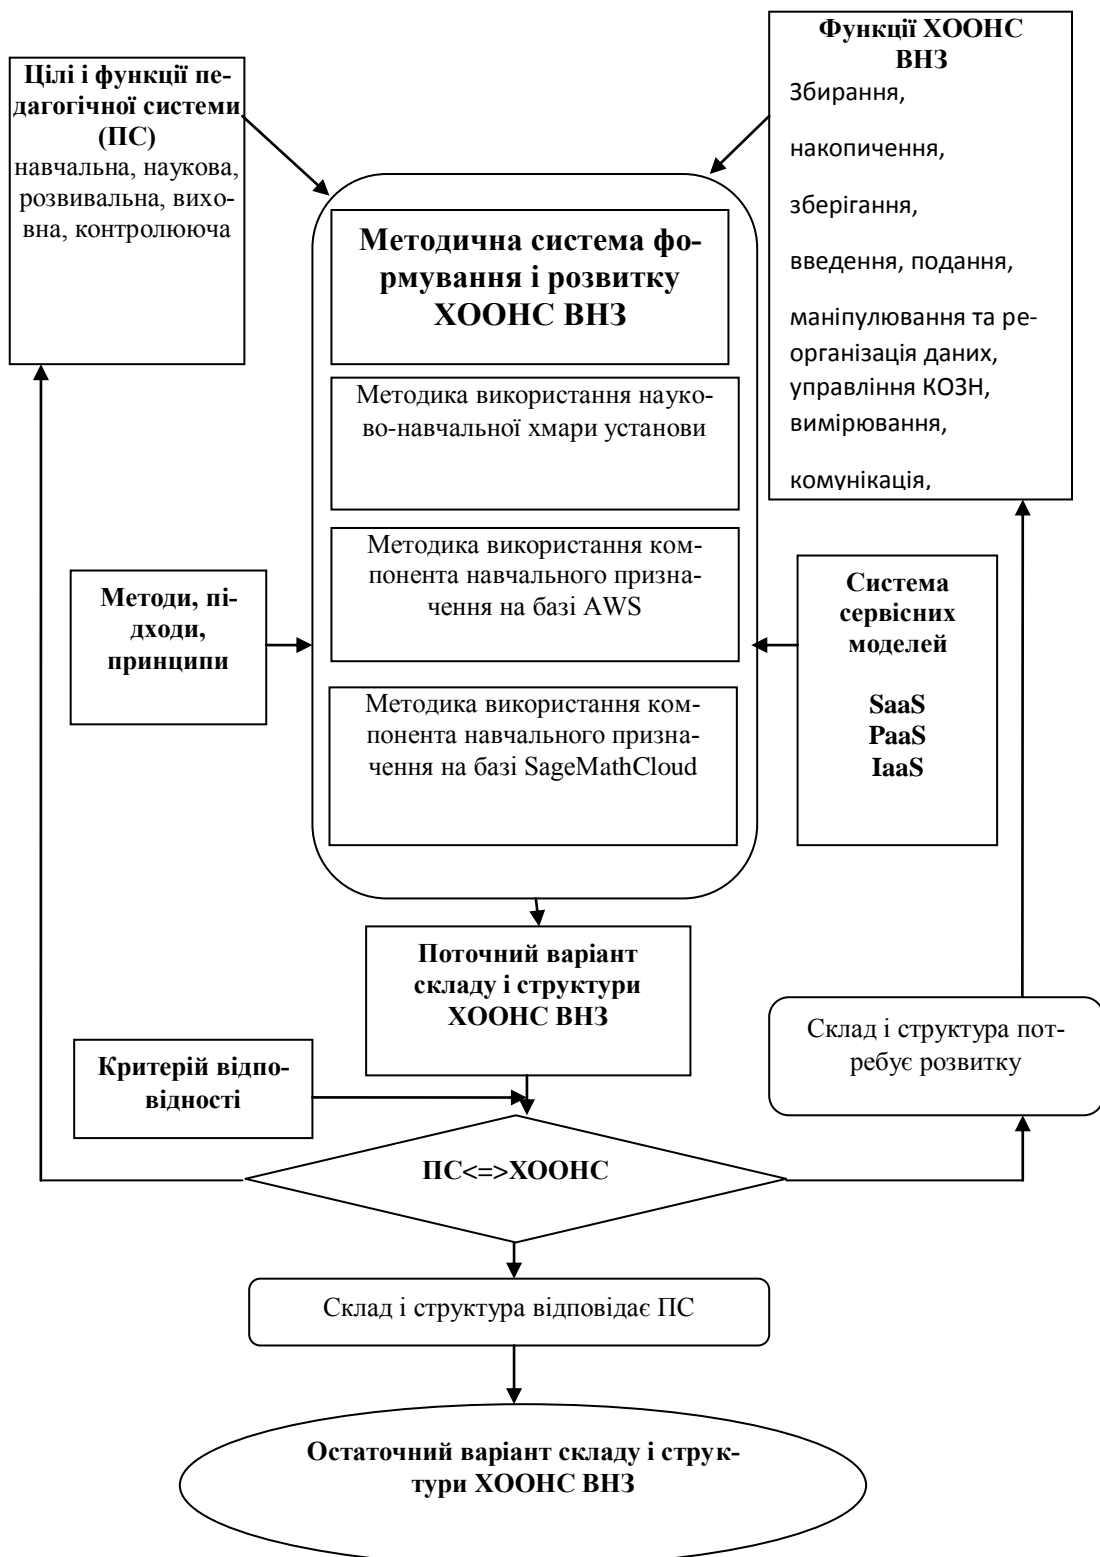 Цілі і функції пе-
дагогічної системи
(ПС)
навчальна, наукова,
розвивальна, вихо-
вна, контролююча
Функції ХООНС
ВНЗ
Збирання,
накопичення,
зберігання,
введення, подання,
маніпулювання та ре-
організація даних,
управління КОЗН,
вимірювання,
комунікація,
Методична система фо-
рмування і розвитку
ХООНС ВНЗ
Методика використання науко-
во-навчальної хмари установи
Методика використання ком-
понента навчального призна-
чення на базі AWS
Методика використання ком-
понента навчального призна-
чення на базі SageMathCloud
Методи, пі-
дходи,
принципи
Система
сервісних
моделей
SaaS
PaaS
IaaS
Поточний варіант
складу і структури
ХООНС ВНЗ
Склад і структура пот-
ребує розвитку
Критерій відпо-
відності
ПС<=>ХООНС
Склад і структура відповідає ПС
Остаточний варіант складу і струк-
тури ХООНС ВНЗ